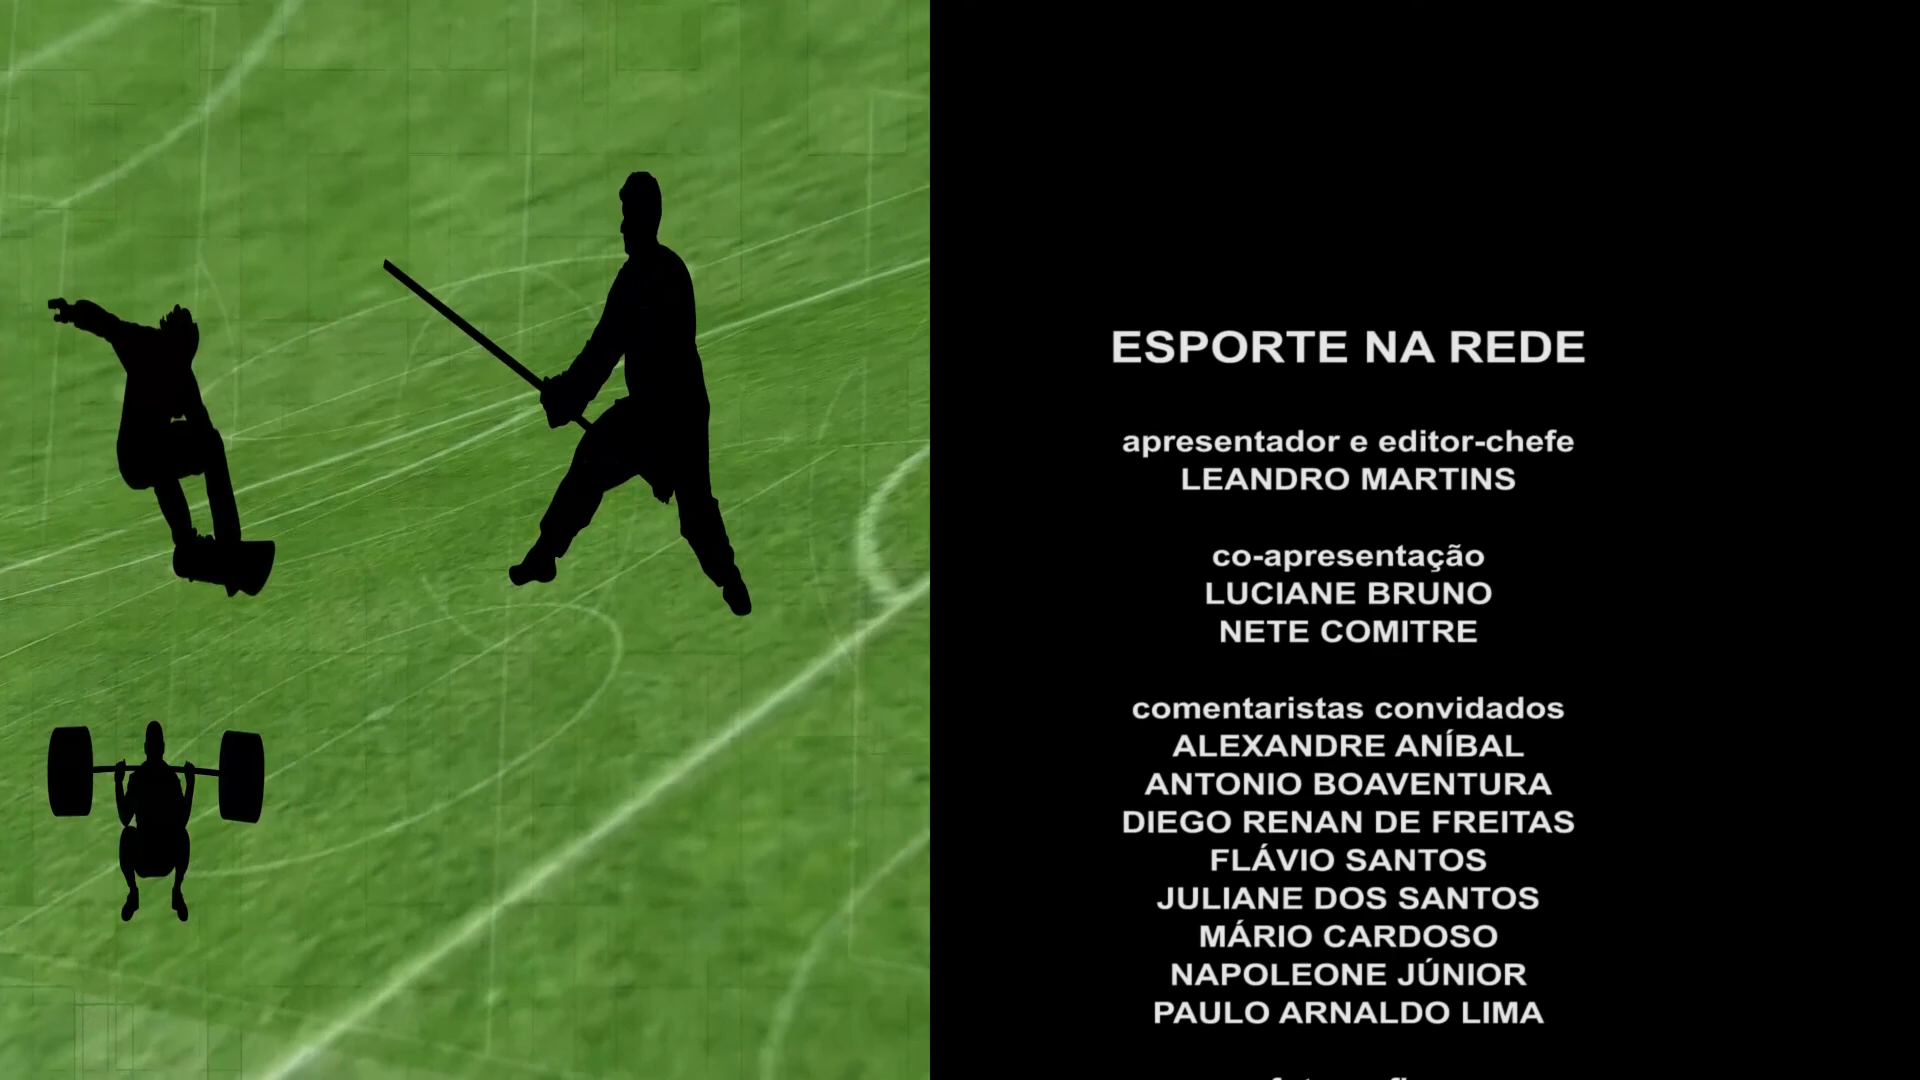 ESPORTE NA REDE
apresentador e editor-chefe
LEANDRO MARTINS
co-apresentação
LUCIANE BRUNO
NETE COMITRE
comentaristas convidados
ALEXANDRE ANÍBAL
ANTONIO BOAVENTURA
DIEGO RENAN DE FREITAS
FLÁVIO SANTOS
JULIANE DOS SANTOS
MÁRIO CARDOSO
NAPOLEONE JÚNIOR
PAULO ARNALDO LIMA